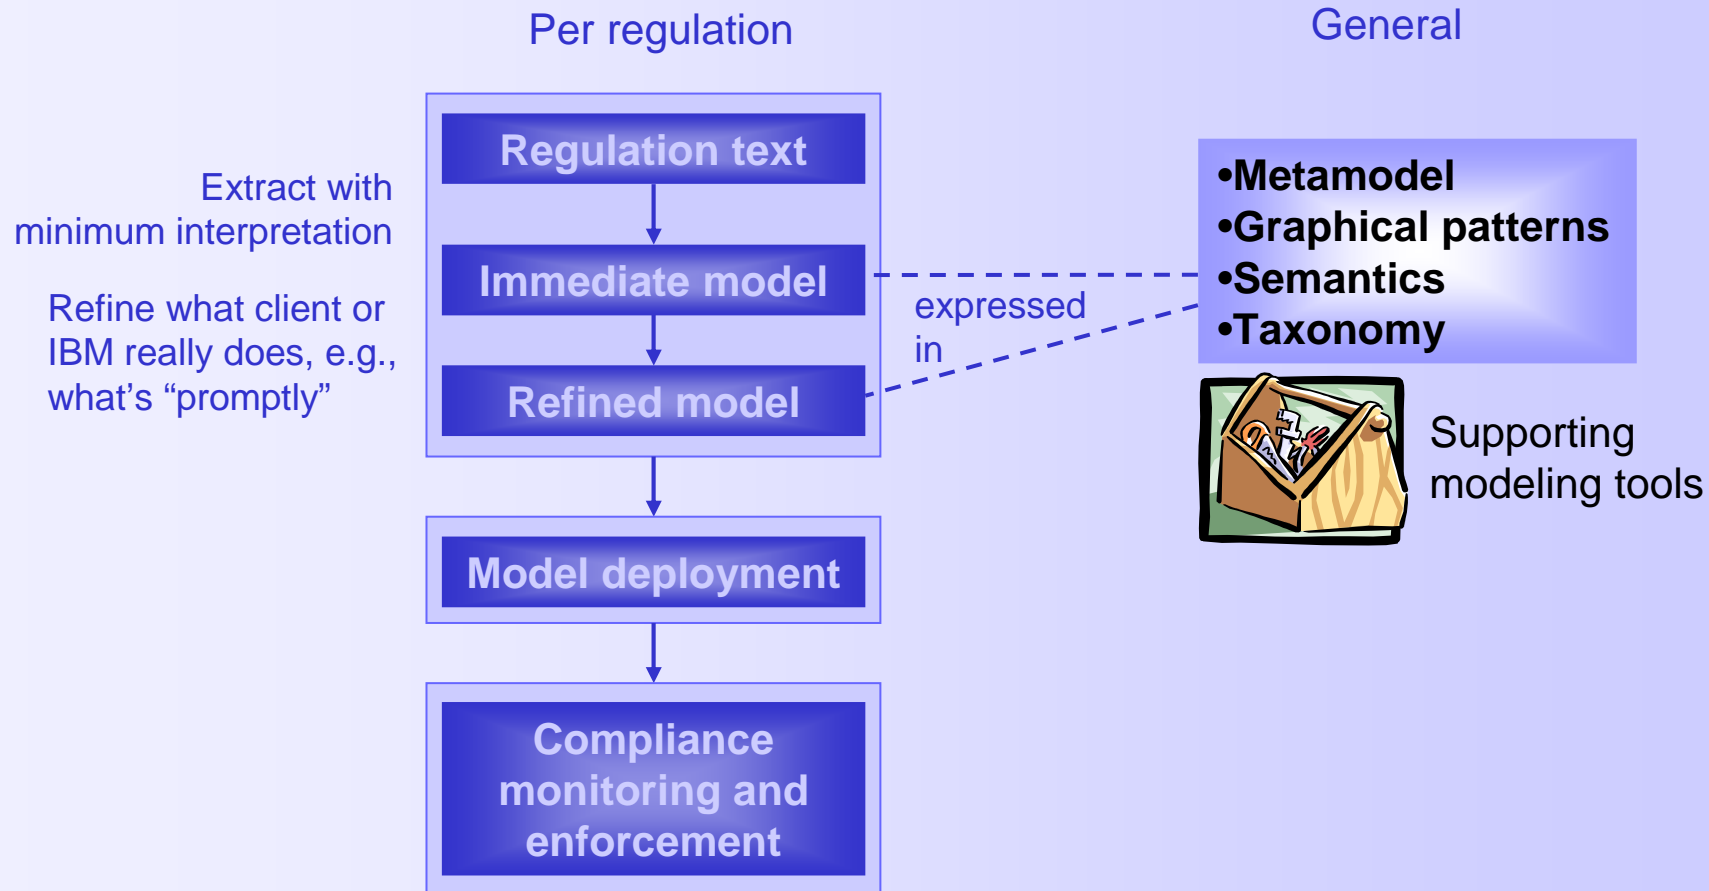 Per regulation
General
Regulation text
Extract with
minimum interpretation
Immediate model
Refine what client or
IBM really does, e.g.,
what's “promptly”
Refined model
expressed
in
•Metamodel
•Graphical patterns
•Semantics
•Taxonomy
Supporting
modeling tools
Model deployment
Compliance
monitoring and
enforcement